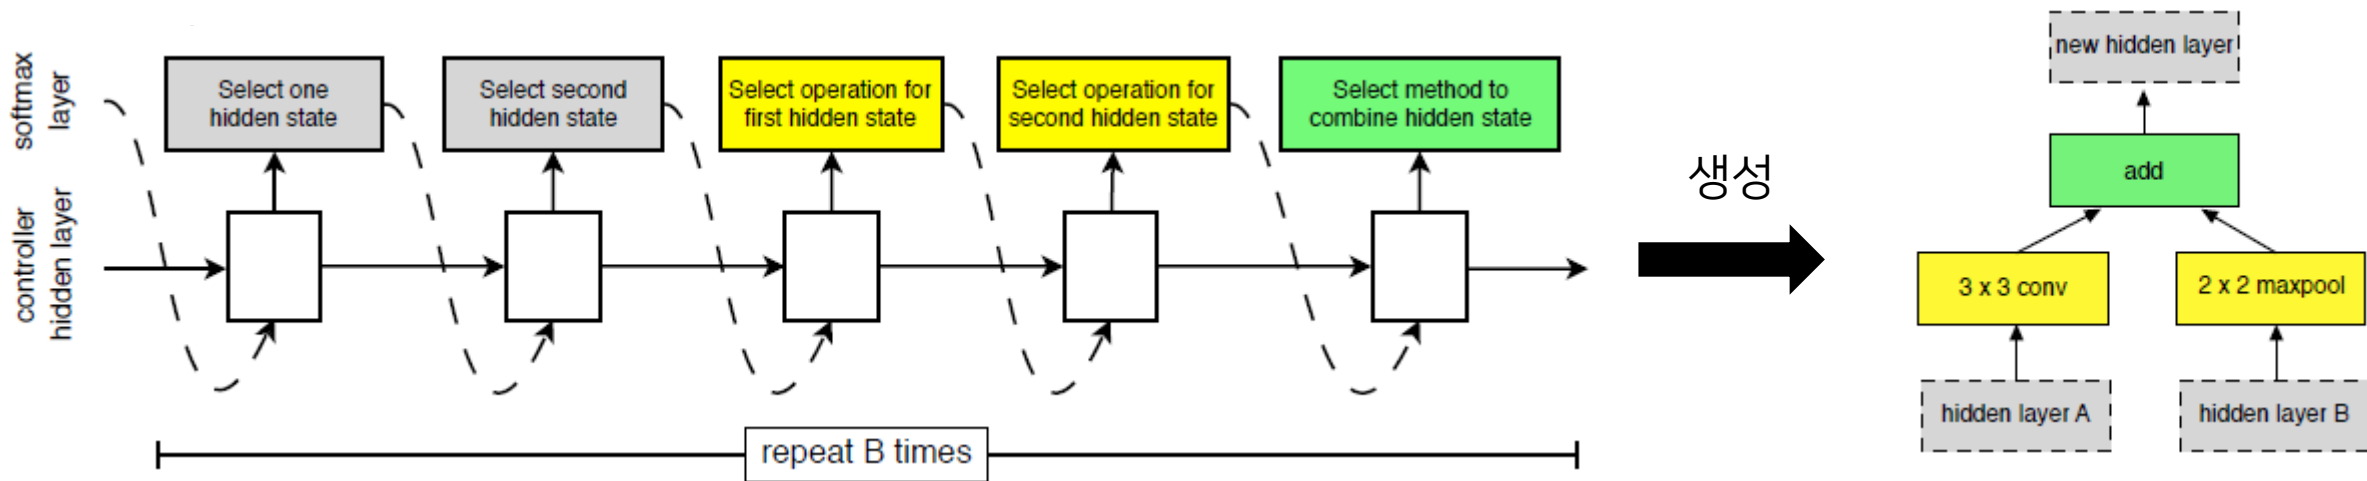 softmax
layer
controller
hidden layer
Select one
hidden state
Select second
hidden state
Select operation for
first hidden state
Select operation for
second hidden state
Select method to
combine hidden state
repeat B times
생성
new hidden layer
add
3 x 3 conv
2 x 2 maxpool
hidden layer A
hidden layer B